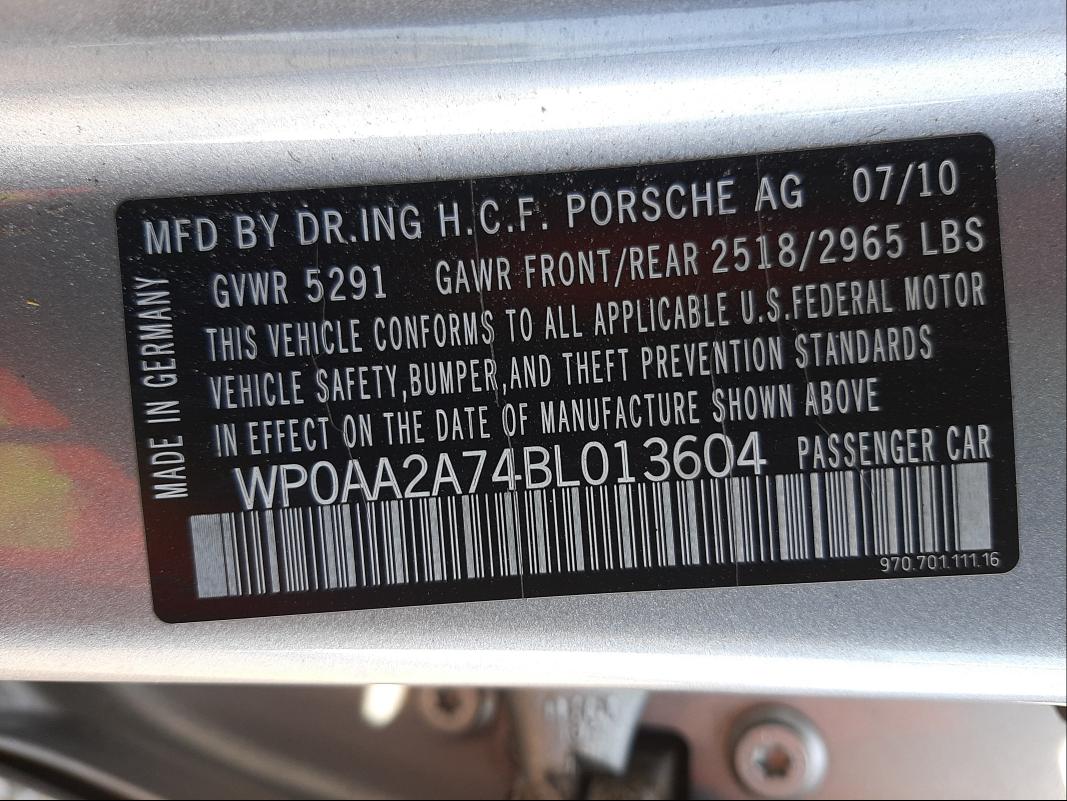 MFD BY DR.ING H.C.F. PORSCHE AG 07/10
GVWR 5291 GAWR FRONT/REAR 2518/2965 LBS
THIS VEHICLE CONFORMS TO ALL APPLICABLE U.S.FEDERAL MOTOR
VEHICLE SAFETY,BUMPER,AND THEFT PREVENTION STANDARDS
IN EFFECT ON THE DATE OF MANUFACTURE SHOWN ABOVE
WP0AA2A74BL013604 PASSENGER CAR
970.701.111.16
MADE IN GERMANY